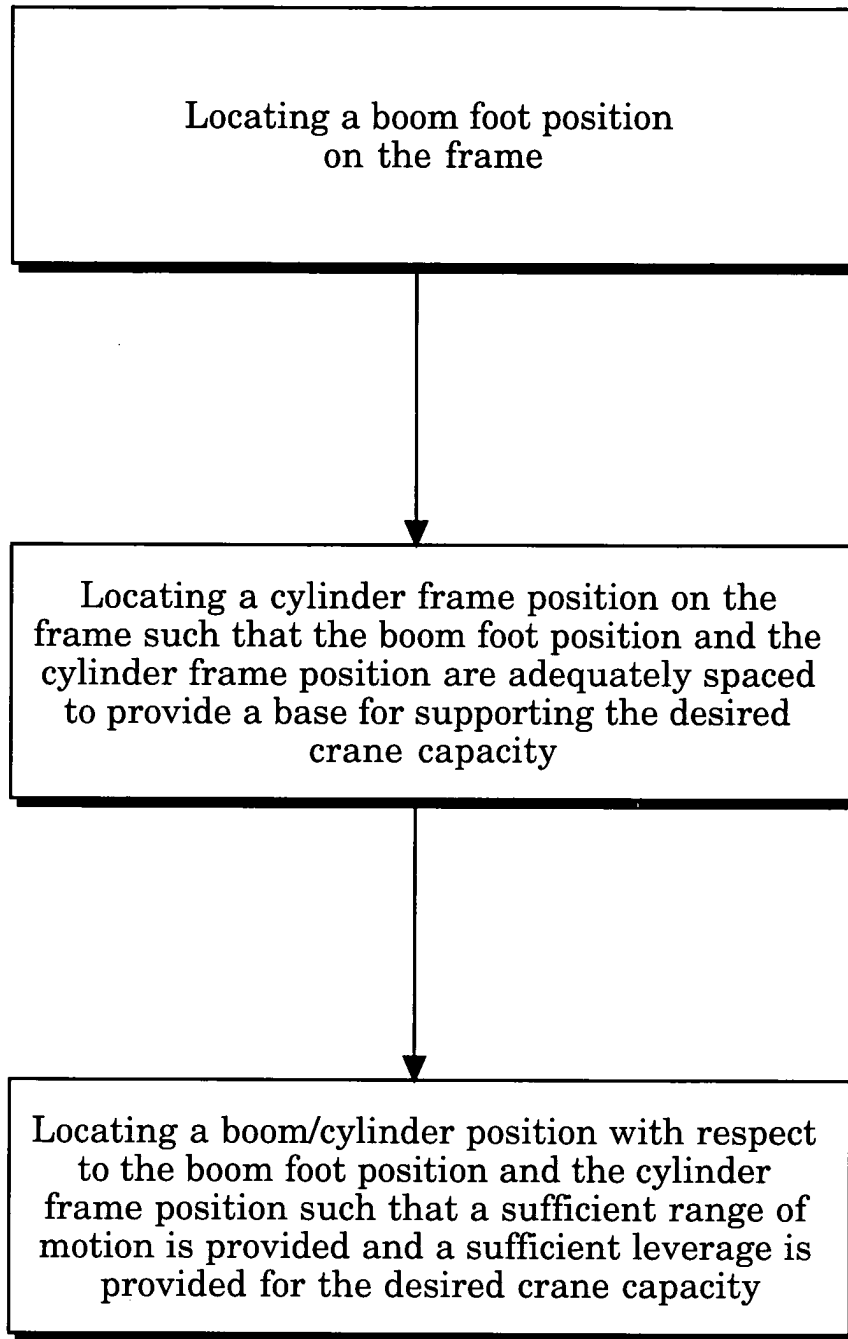 Locating a boom foot position
on the frame
Locating a cylinder frame position on the
frame such that the boom foot position and the
cylinder frame position are adequately spaced
to provide a base for supporting the desired
crane capacity
Locating a boom/cylinder position with respect
to the boom foot position and the cylinder
frame position such that a sufficient range of
motion is provided and a sufficient leverage is
provided for the desired crane capacity